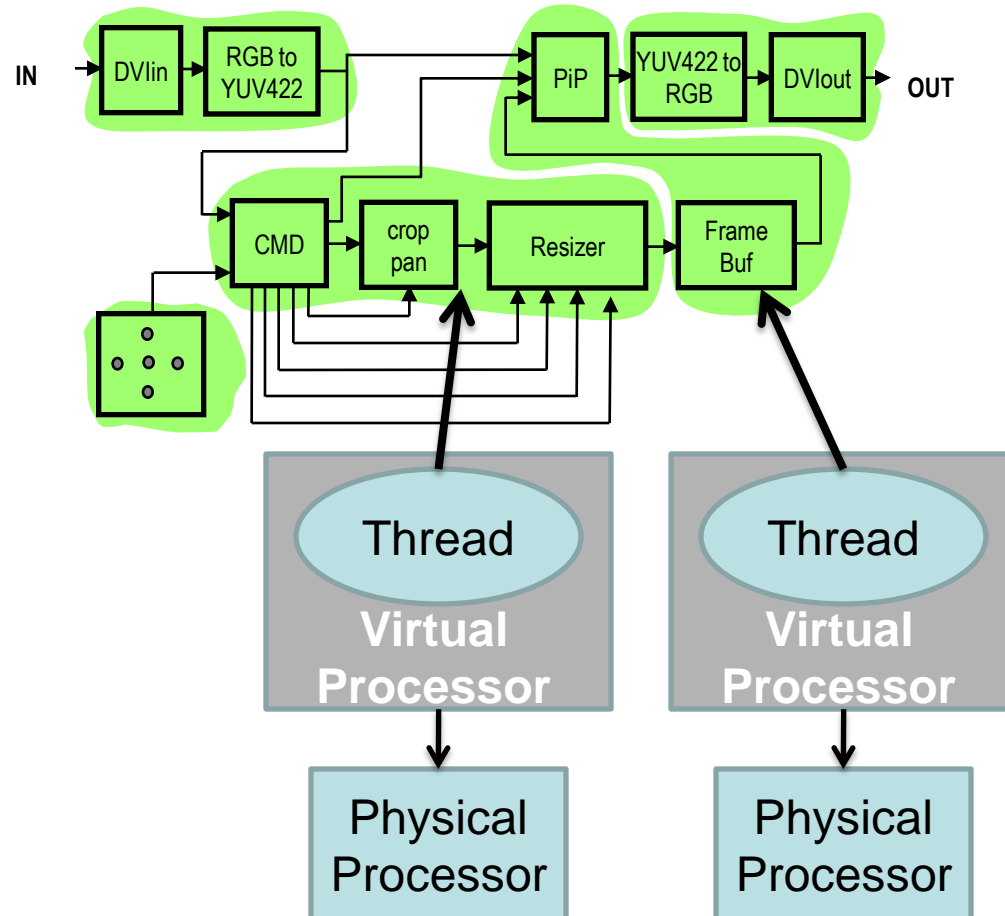 IN
DVIin
RGB to
YUV422
PiP
YUV422 to
RGB
DVIout
OUT
CMD
crop
pan
Resizer
Frame
Buf
Thread
Virtual
Processor
Thread
Virtual
Processor
Physical
Processor
Physical
Processor